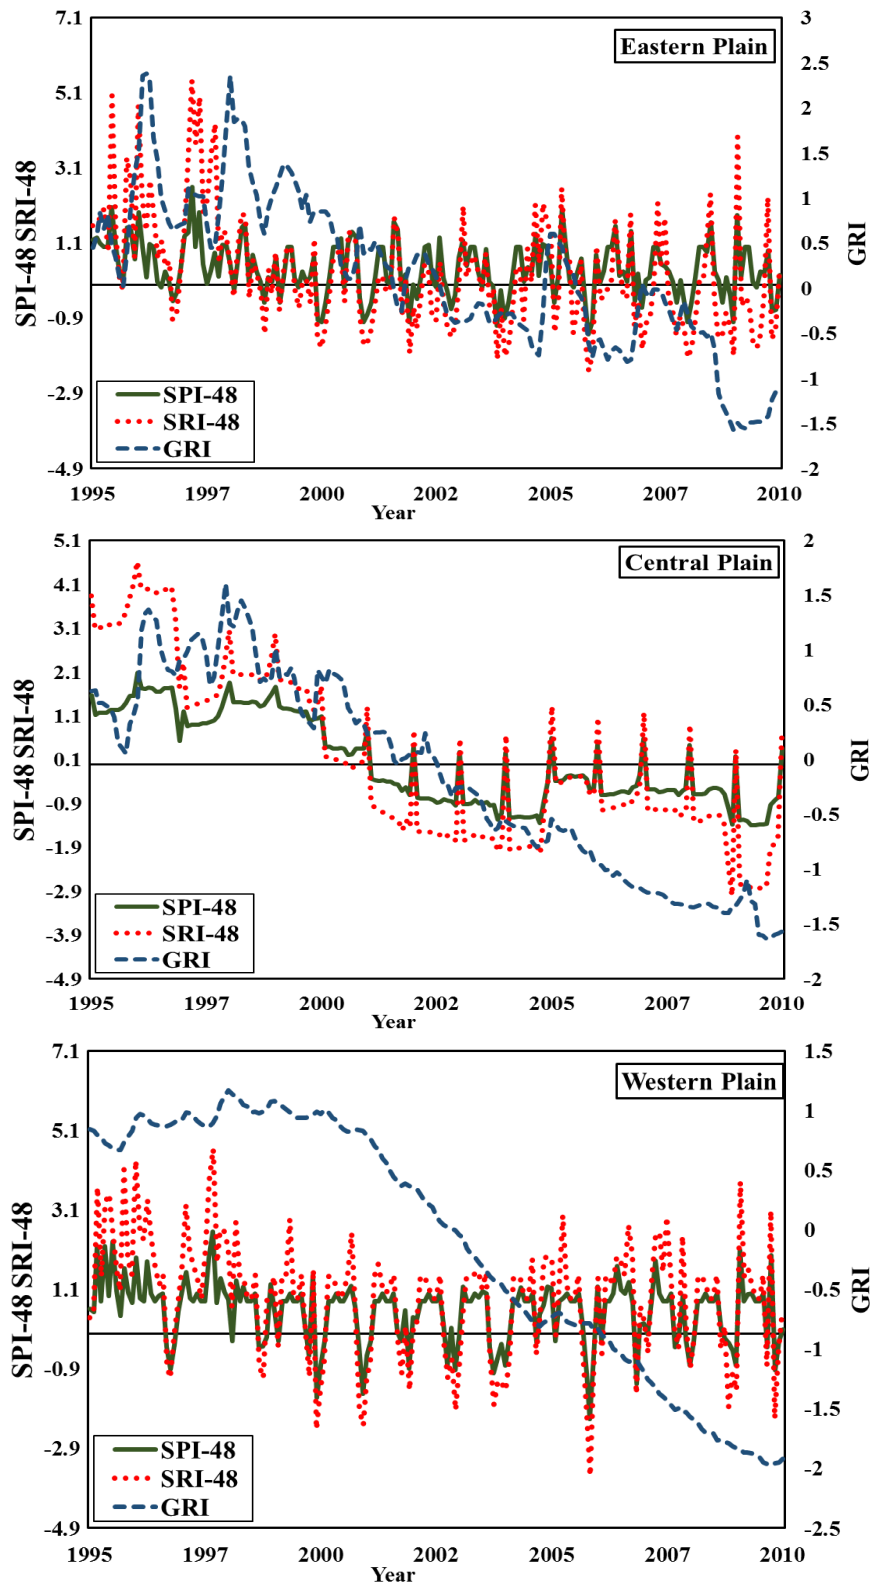 7.1
5.1
3.1
1.1
-0.9
-2.9
-4.9
SPI-48 SRI-48
3
2.5
2
1.5
1
0.5
0
-0.5
-1
-1.5
-2
GRI
Eastern Plain
SPI-48
SRI-48
GRI
1995 1997 2000 2002 2005 2007 2010
Year
5.1
4.1
3.1
2.1
1.1
0.1
-0.9
-1.9
-2.9
-3.9
-4.9
SPI-48 SRI-48
2
1.5
1
0.5
0
-0.5
-1
-1.5
-2
GRI
Central Plain
SPI-48
SRI-48
GRI
1995 1997 2000 2002 2005 2007 2010
Year
7.1
5.1
3.1
1.1
-0.9
-2.9
-4.9
SPI-48 SRI-48
1.5
1
0.5
0
-0.5
-1
-1.5
-2
-2.5
GRI
Western Plain
SPI-48
SRI-48
GRI
1995 1997 2000 2002 2005 2007 2010
Year